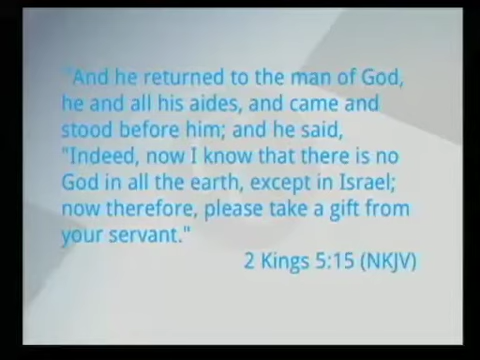 "And he returned to the man of God,
he and all his aides, and came and
stood before him; and he said,
"Indeed, now I know that there is no
God in all the earth, except in Israel;
now therefore, please take a gift from
your servant."
2 Kings 5:15 (NKJV)